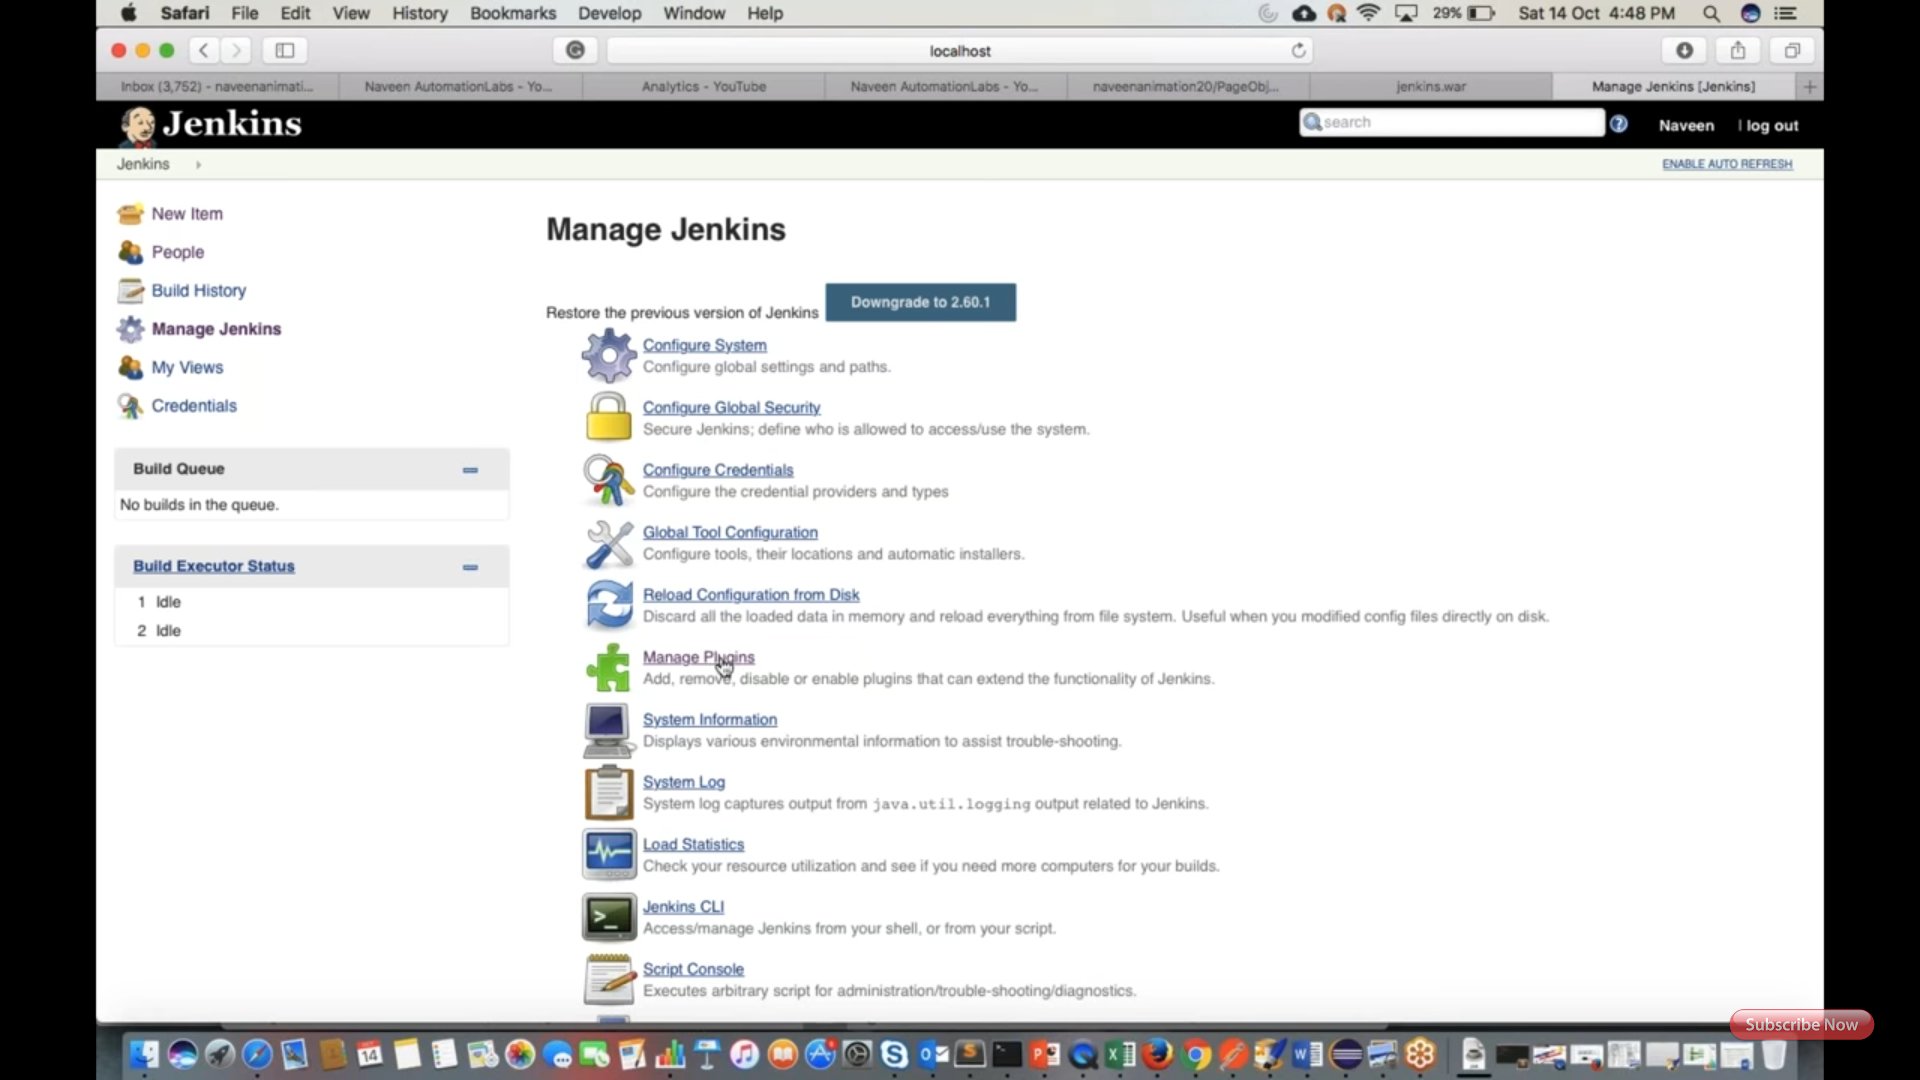 Safari File Edit View History Bookmarks Develop Window Help 29% Sat 14 Oct 4:48 PM
localhost
Inbox (3,752) - naveenanimati... Naveen AutomationLabs - Yo... Analytics - YouTube Naveen AutomationLabs - Yo... naveenanimation20/PageObj... jenkins.war Manage Jenkins [Jenkins]
Jenkins search Naveen | log out
Jenkins ENABLE AUTO REFRESH
New Item
People
Build History
Manage Jenkins
My Views
Credentials
Build Queue
No builds in the queue.
Build Executor Status
1 Idle
2 Idle
Manage Jenkins
Restore the previous version of Jenkins Downgrade to 2.60.1
Configure System
Configure global settings and paths.
Configure Global Security
Secure Jenkins; define who is allowed to access/use the system.
Configure Credentials
Configure the credential providers and types
Global Tool Configuration
Configure tools, their locations and automatic installers.
Reload Configuration from Disk
Discard all the loaded data in memory and reload everything from file system. Useful when you modified config files directly on disk.
Manage Plugins
Add, remove, disable or enable plugins that can extend the functionality of Jenkins.
System Information
Displays various environmental information to assist trouble-shooting.
System Log
System log captures output from java.util.logging output related to Jenkins.
Load Statistics
Check your resource utilization and see if you need more computers for your builds.
Jenkins CLI
Access/manage Jenkins from your shell, or from your script.
Script Console
Executes arbitrary script for administration/trouble-shooting/diagnostics.
Subscribe Now
14